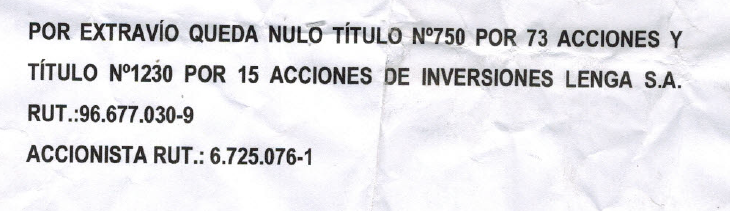 POR EXTRAVÍO QUEDA NULO TÍTULO Nº750 POR 73 ACCIONES Y
TÍTULO Nº1230 POR 15 ACCIONES DE INVERSIONES LENGA S.A.
RUT.:96.677.030-9
ACCIONISTA RUT.: 6.725.076-1